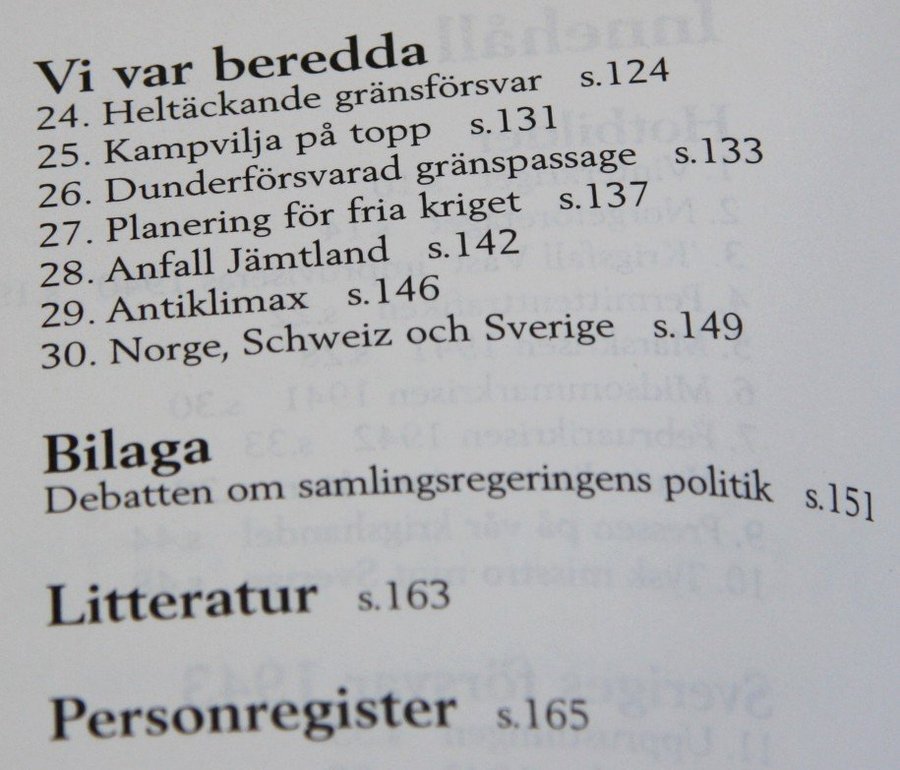 Vi var beredda
24. Heltäckande gränsförsvar s.124
25. Kampvilja på topp s.131
26. Dunderförsvarad gränspassage s.133
27. Planering för fria kriget s.137
28. Anfall Jämtland s.142
29. Antiklimax s.146
30. Norge, Schweiz och Sverige s.149
Bilaga
Debatten om samlingsregeringens politik s.151
Litteratur s.163
Personregister s.165